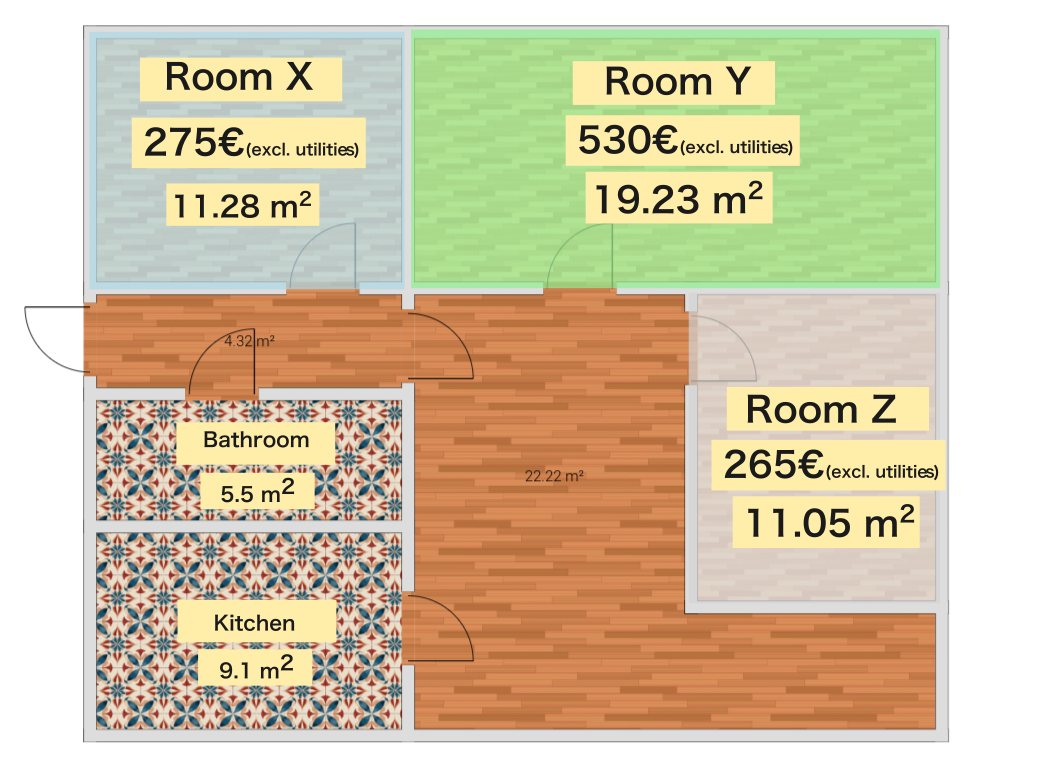 Room X
275€(excl. utilities)
11.28 m²
Room Y
530€(excl. utilities)
19.23 m²
4.32 m²
Bathroom
5.5 m²
Kitchen
9.1 m²
22.22 m²
Room Z
265€(excl. utilities)
11.05 m²